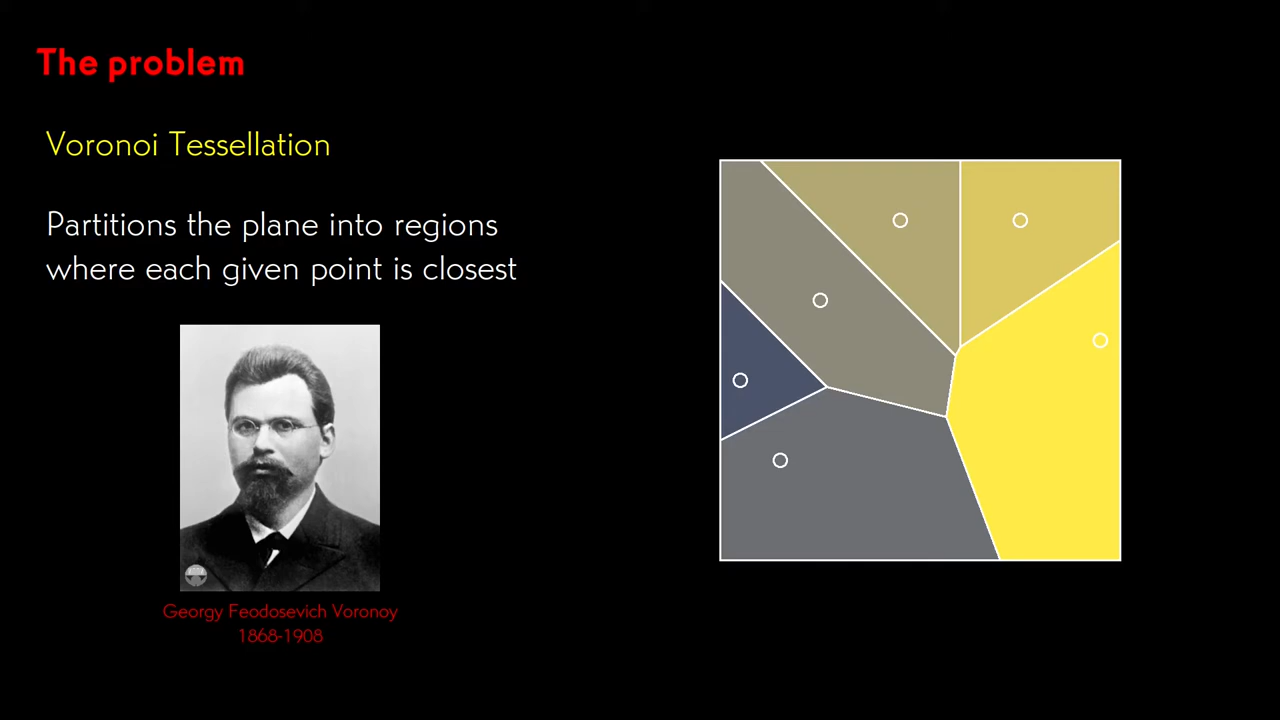 The problem
Voronoi Tessellation
Partitions the plane into regions
where each given point is closest
Georgy Feodosevich Voronoy
1868-1908